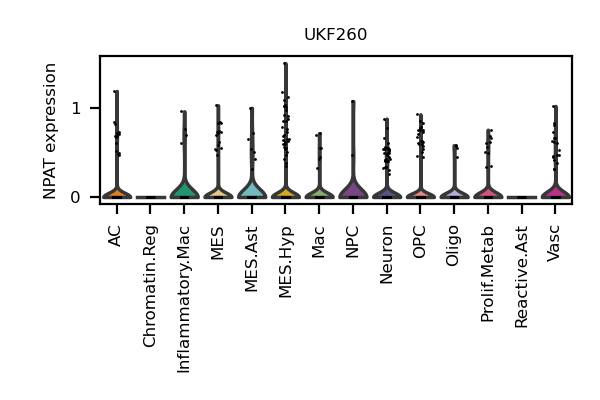 UKF260
NPAT expression
1
0
AC
Chromatin.Reg
Inflammatory.Mac
MES
MES.Ast
MES.Hyp
Mac
NPC
Neuron
OPC
Oligo
Prolif.Metab
Reactive.Ast
Vasc